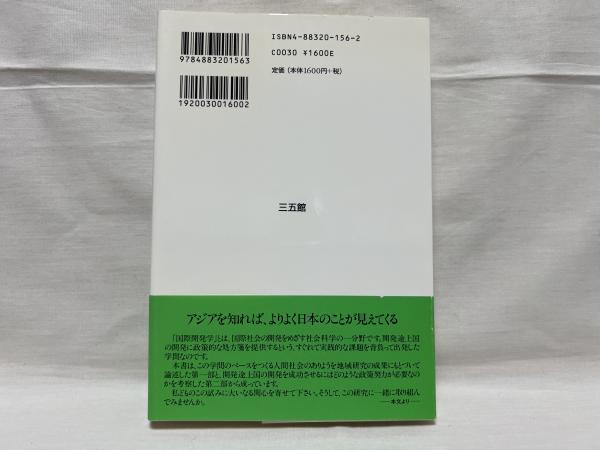 ISBN4-88320-156-2
C0030 ¥1600E
定価（本体1600円+税）
9784883201563
1920030016002
三五館
アジアを知れば、よりよく日本のことが見えてくる
「国際開発学」とは、国際社会の開発をめざす社会科学の一分野です。開発途上国
の開発に政策的な処方箋を提供するという、すぐれて実践的な課題を背負って出発した
学問なのです。
本書は、この学問のベースをつくる人間社会のありようを地域研究の成果にもとづいて
論述した第一部と、開発途上国の開発を成功させるにはどのような政策努力が必要なの
かを考察した第二部から成っています。
私どものこの試みに大いなる関心を寄せて下さい。そうして、この研究に一緒に取り組ん
でみませんか。
──本文より──